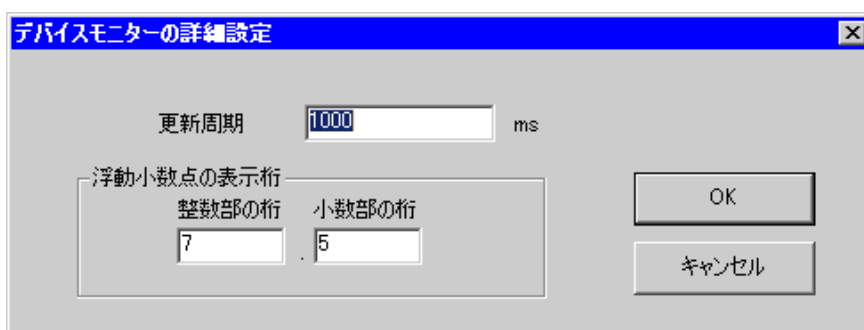 デバイスモニターの詳細設定
更新周期 1000 ms
浮動小数点の表示桁
整数部の桁 小数部の桁
7 . 5
OK
キャンセル